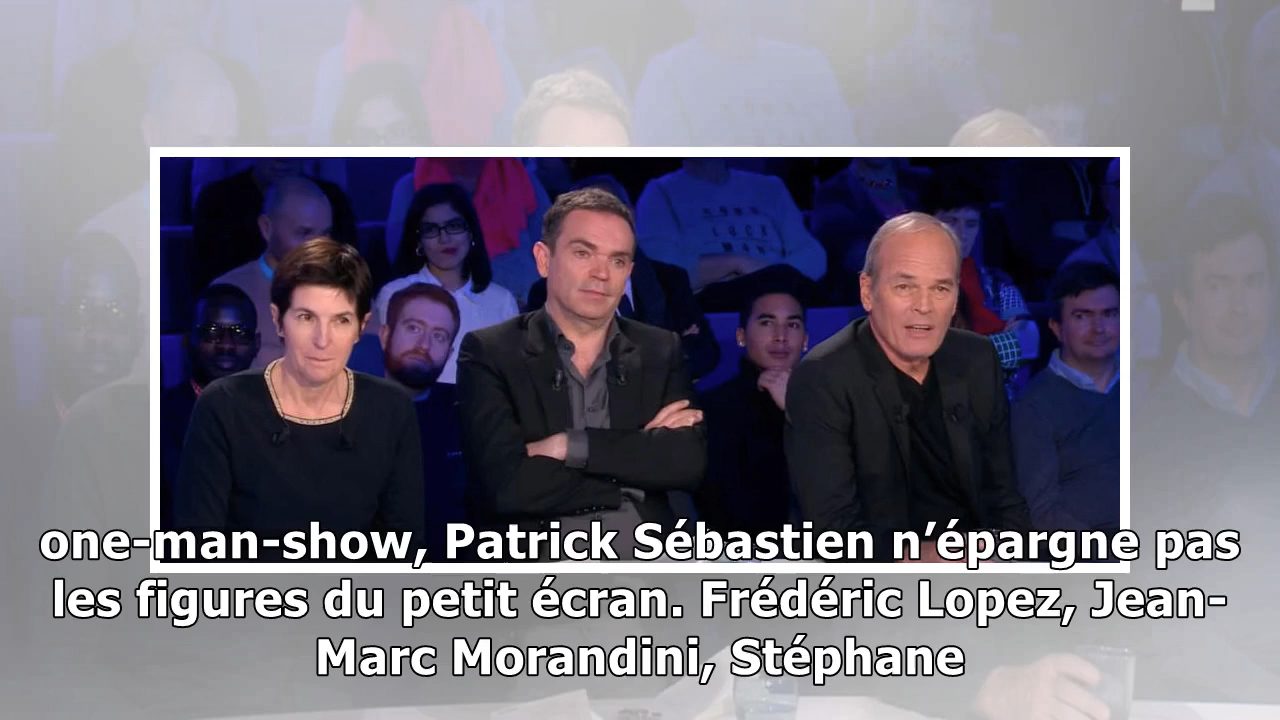 one-man-show, Patrick Sébastien n’épargne pas
les figures du petit écran. Frédéric Lopez, Jean-
Marc Morandini, Stéphane